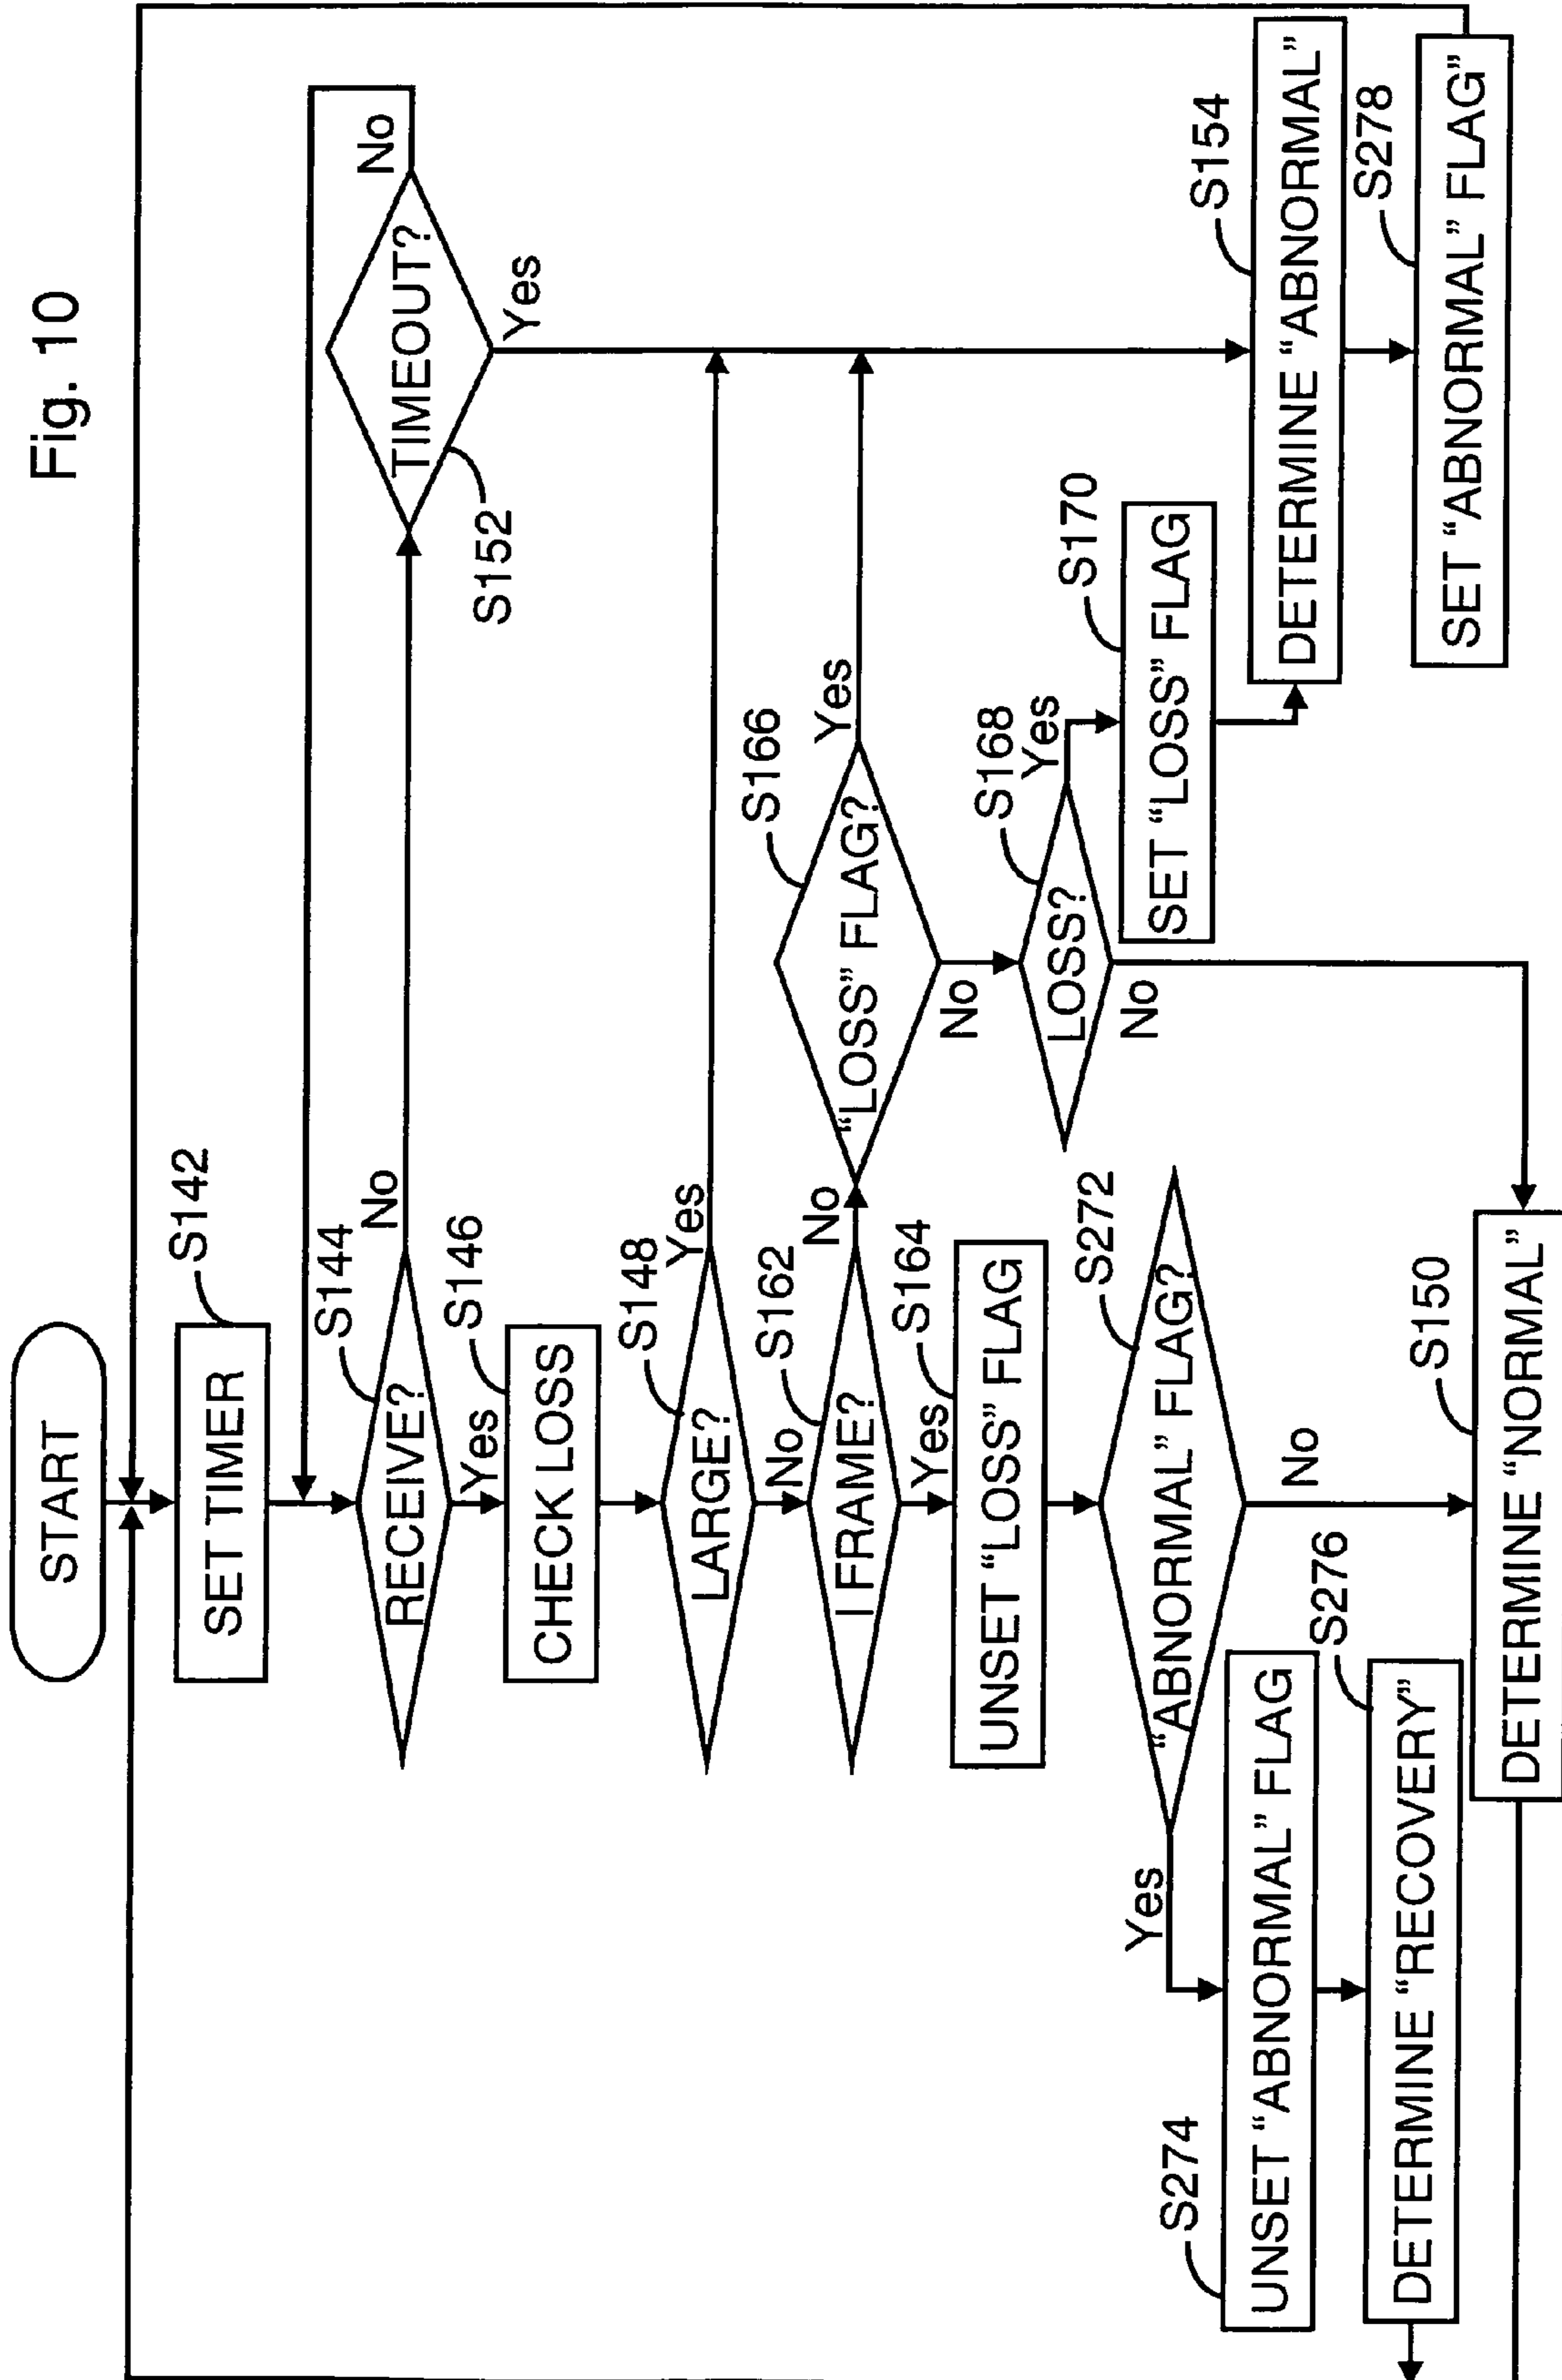 Fig. 10
START
S142
SET TIMER
S144
RECEIVE?
No
Yes
TIMEOUT?
No
S152
Yes
S146
CHECK LOSS
S148
LARGE?
Yes
No
S162
I FRAME?
No
Yes
S166
“LOSS” FLAG?
Yes
No
S164
UNSET “LOSS” FLAG
S168
LOSS?
Yes
No
S170
SET “LOSS” FLAG
S272
“ABNORMAL” FLAG?
Yes
No
S154
DETERMINE “ABNORMAL”
S274
UNSET “ABNORMAL” FLAG
S278
SET “ABNORMAL” FLAG”
S276
DETERMINE “RECOVERY”
S150
DETERMINE “NORMAL”